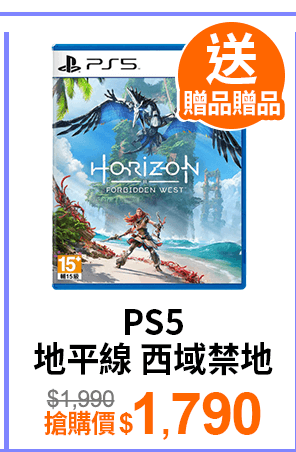 送
贈品贈品
PS5
HORIZON
FORBIDDEN WEST
15+
輔15級
PS5
地平線 西域禁地
$1,990
搶購價$1,790